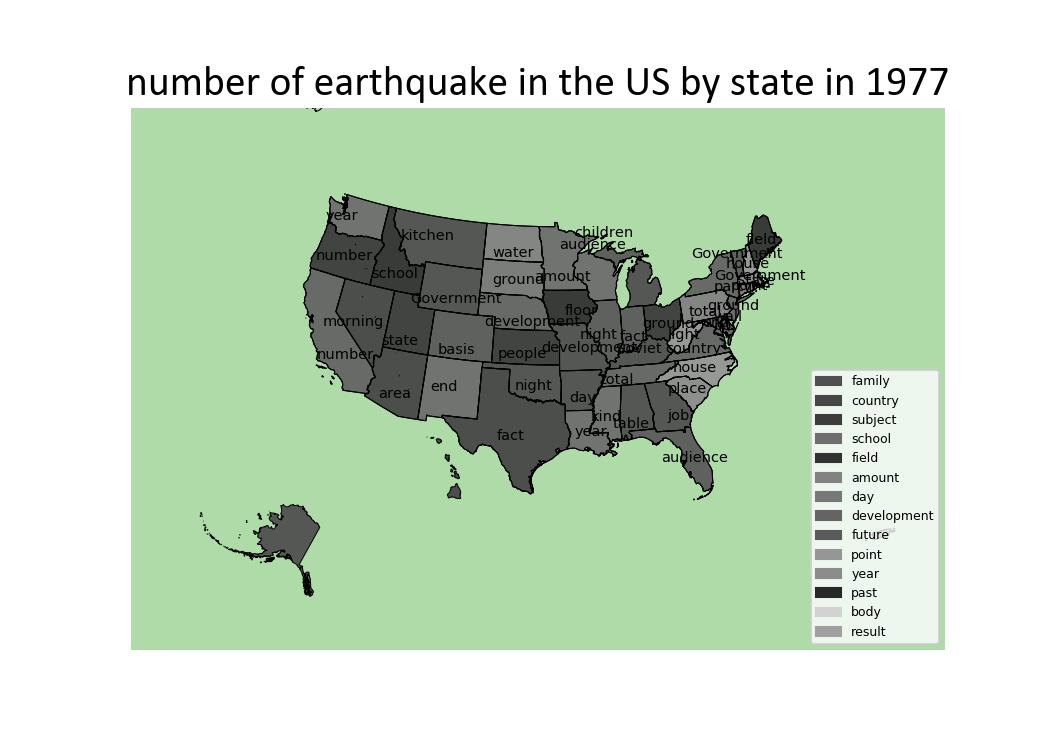 number of earthquake in the US by state in 1977
year
kitchen
children
audience
field
number
water
Government
house
school
ground
amount
Government
Government
floor
ground
morning
development
total
state
night
fact
ground
light
basis
people
development
Soviet
country
number
house
area
end
night
total
place
day
kind
table
job
year
fact
audience
family
country
subject
school
field
amount
day
development
future
point
year
past
body
result